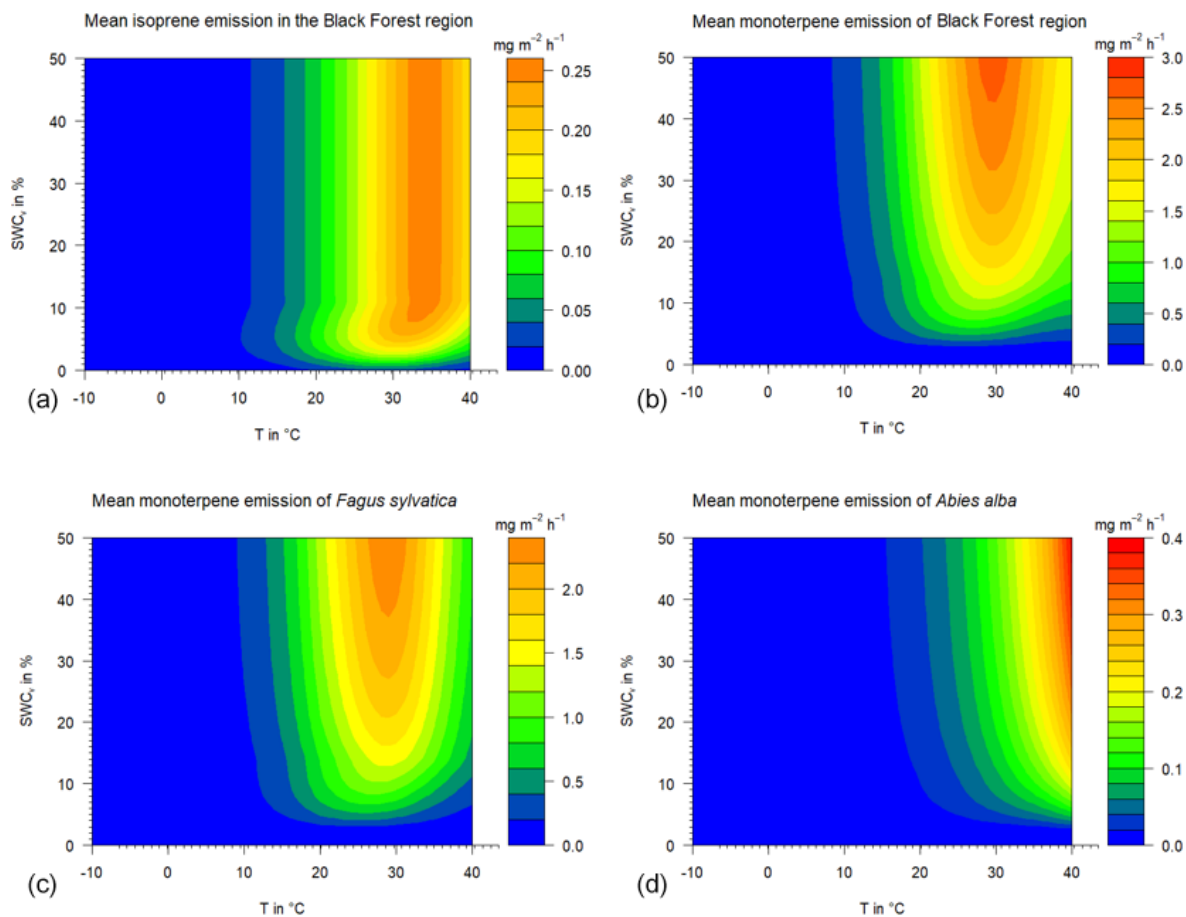 Mean isoprene emission in the Black Forest region
mg m⁻² h⁻¹
50
40
30
20
10
0
SWCᵥ in %
-10 0 10 20 30 40
T in °C
0.25
0.20
0.15
0.10
0.05
0.00
(a)
Mean monoterpene emission of Black Forest region
mg m⁻² h⁻¹
50
40
30
20
10
0
SWCᵥ in %
-10 0 10 20 30 40
T in °C
3.0
2.5
2.0
1.5
1.0
0.5
0.0
(b)
Mean monoterpene emission of Fagus sylvatica
mg m⁻² h⁻¹
50
40
30
20
10
0
SWCᵥ in %
-10 0 10 20 30 40
T in °C
2.0
1.5
1.0
0.5
0.0
(c)
Mean monoterpene emission of Abies alba
mg m⁻² h⁻¹
50
40
30
20
10
0
SWCᵥ in %
-10 0 10 20 30 40
T in °C
0.4
0.3
0.2
0.1
0.0
(d)